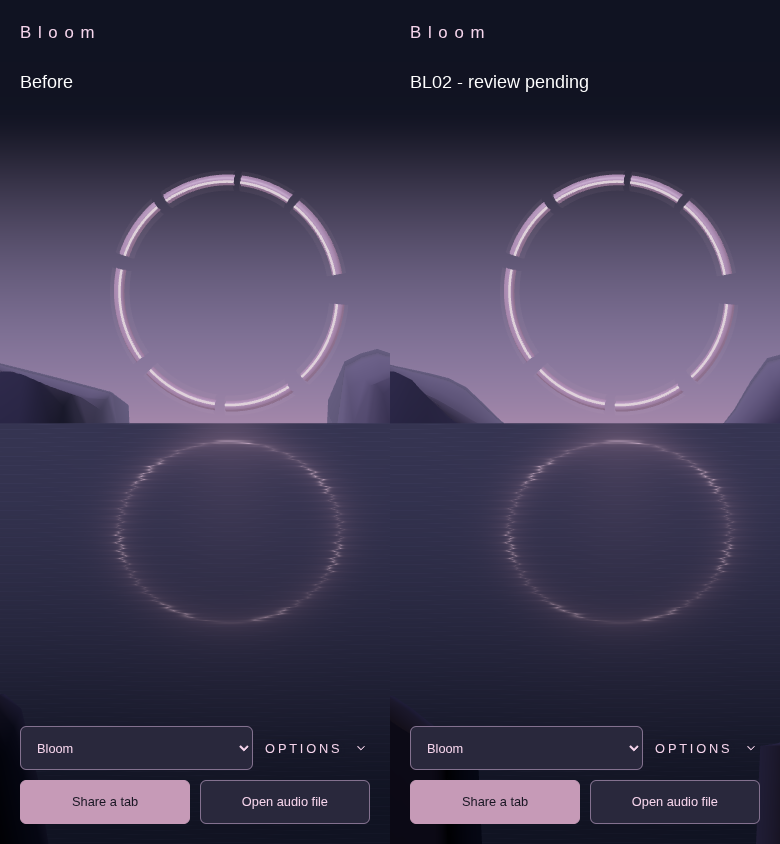 Bloom
Before
Bloom
OPTIONS
Share a tab
Open audio file
Bloom
BL02 - review pending
Bloom
OPTIONS
Share a tab
Open audio file